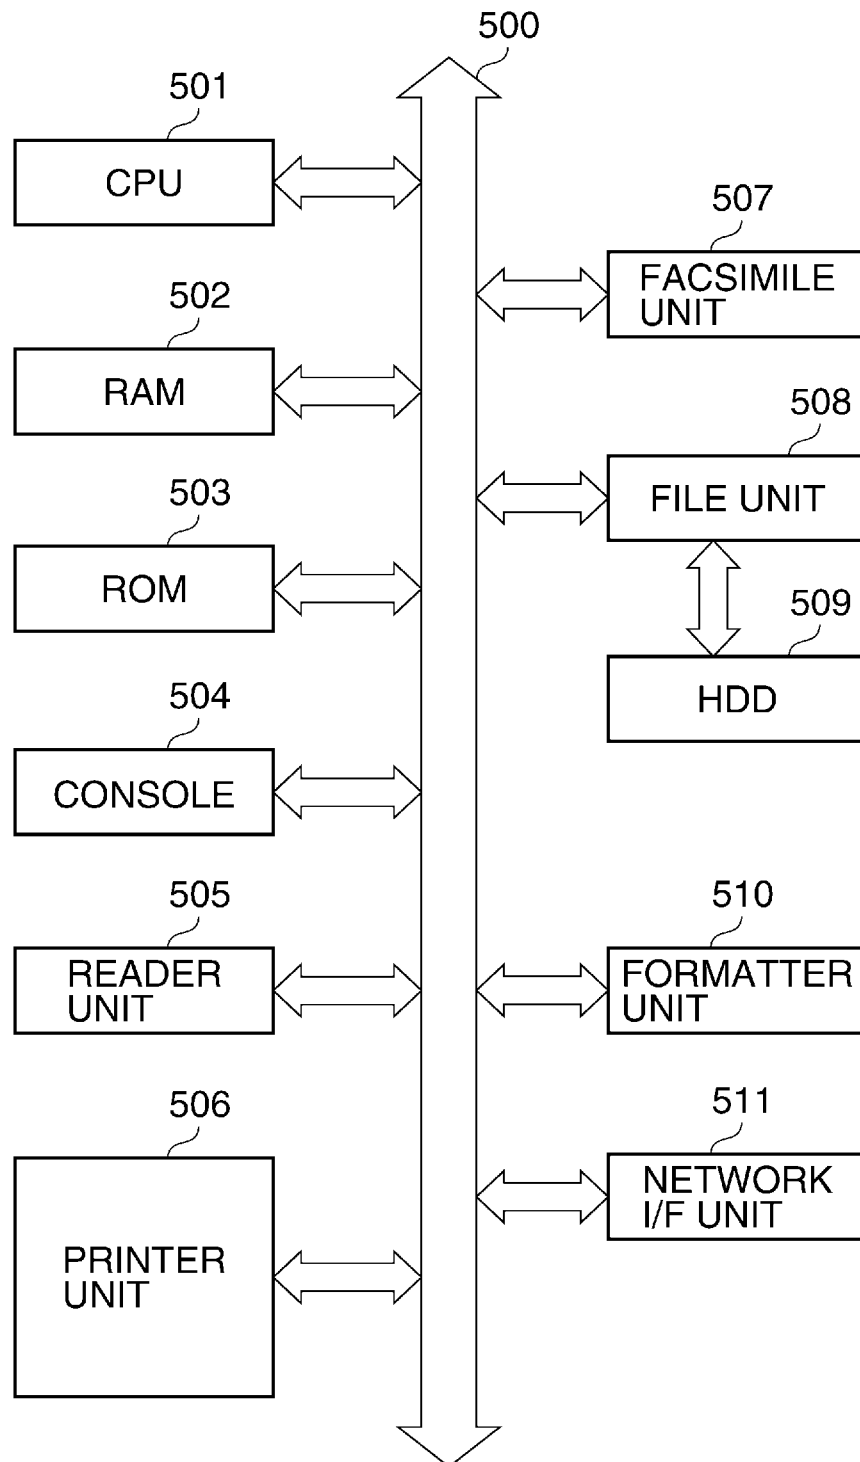 500
501
CPU
502
RAM
503
ROM
504
CONSOLE
505
READER
UNIT
506
PRINTER
UNIT
507
FACSIMILE
UNIT
508
FILE UNIT
509
HDD
510
FORMATTER
UNIT
511
NETWORK
I/F UNIT